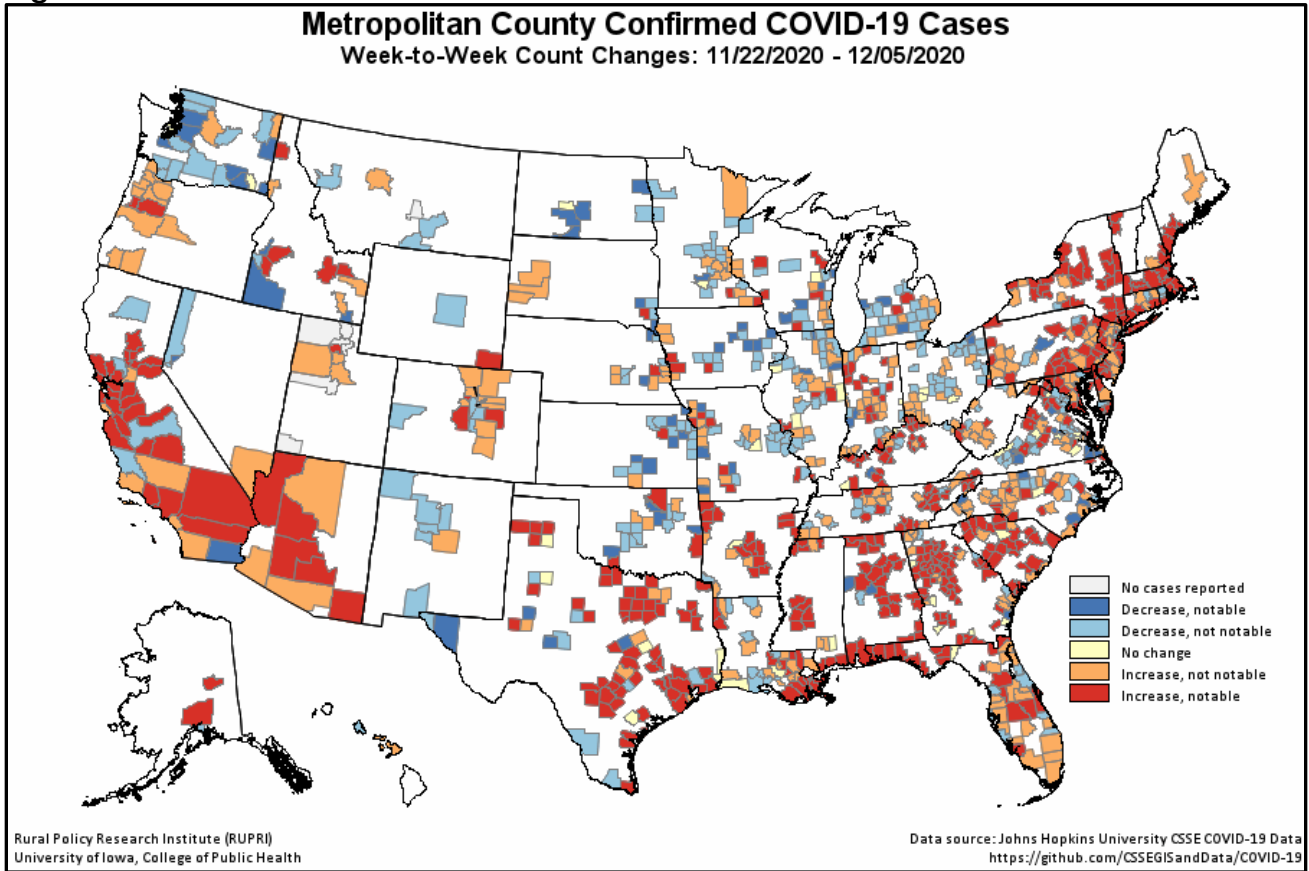 Metropolitan County Confirmed COVID-19 Cases
Week-to-Week Count Changes: 11/22/2020 - 12/05/2020
No cases reported
Decrease, notable
Decrease, not notable
No change
Increase, not notable
Increase, notable
Rural Policy Research Institute (RUPRI)
University of Iowa, College of Public Health
Data source: Johns Hopkins University CSSE COVID-19 Data
https://github.com/CSSEGISandData/COVID-19